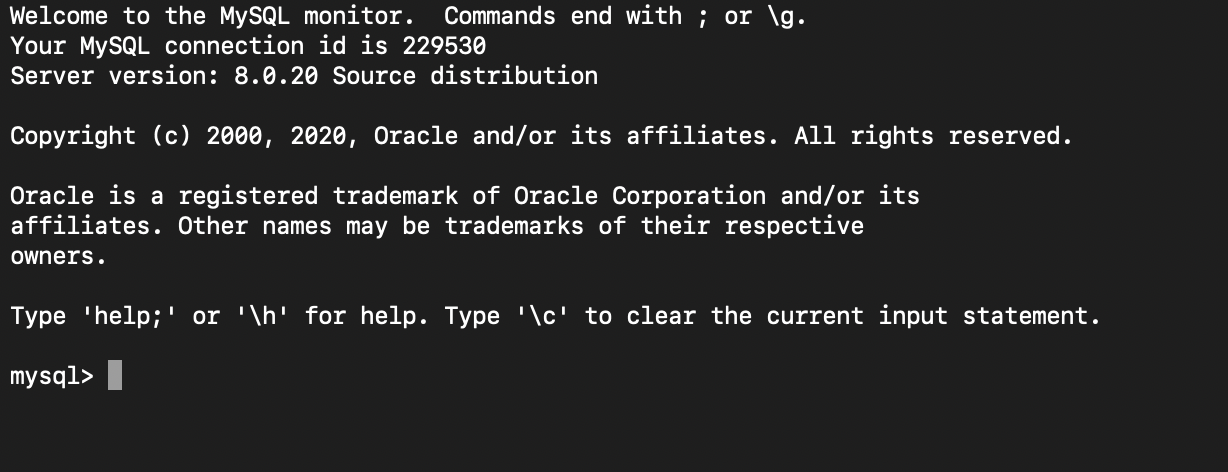 Welcome to the MySQL monitor.  Commands end with ; or \g.
Your MySQL connection id is 229530
Server version: 8.0.20 Source distribution
Copyright (c) 2000, 2020, Oracle and/or its affiliates. All rights reserved.
Oracle is a registered trademark of Oracle Corporation and/or its
affiliates. Other names may be trademarks of their respective
owners.
Type 'help;' or '\h' for help. Type '\c' to clear the current input statement.
mysql>